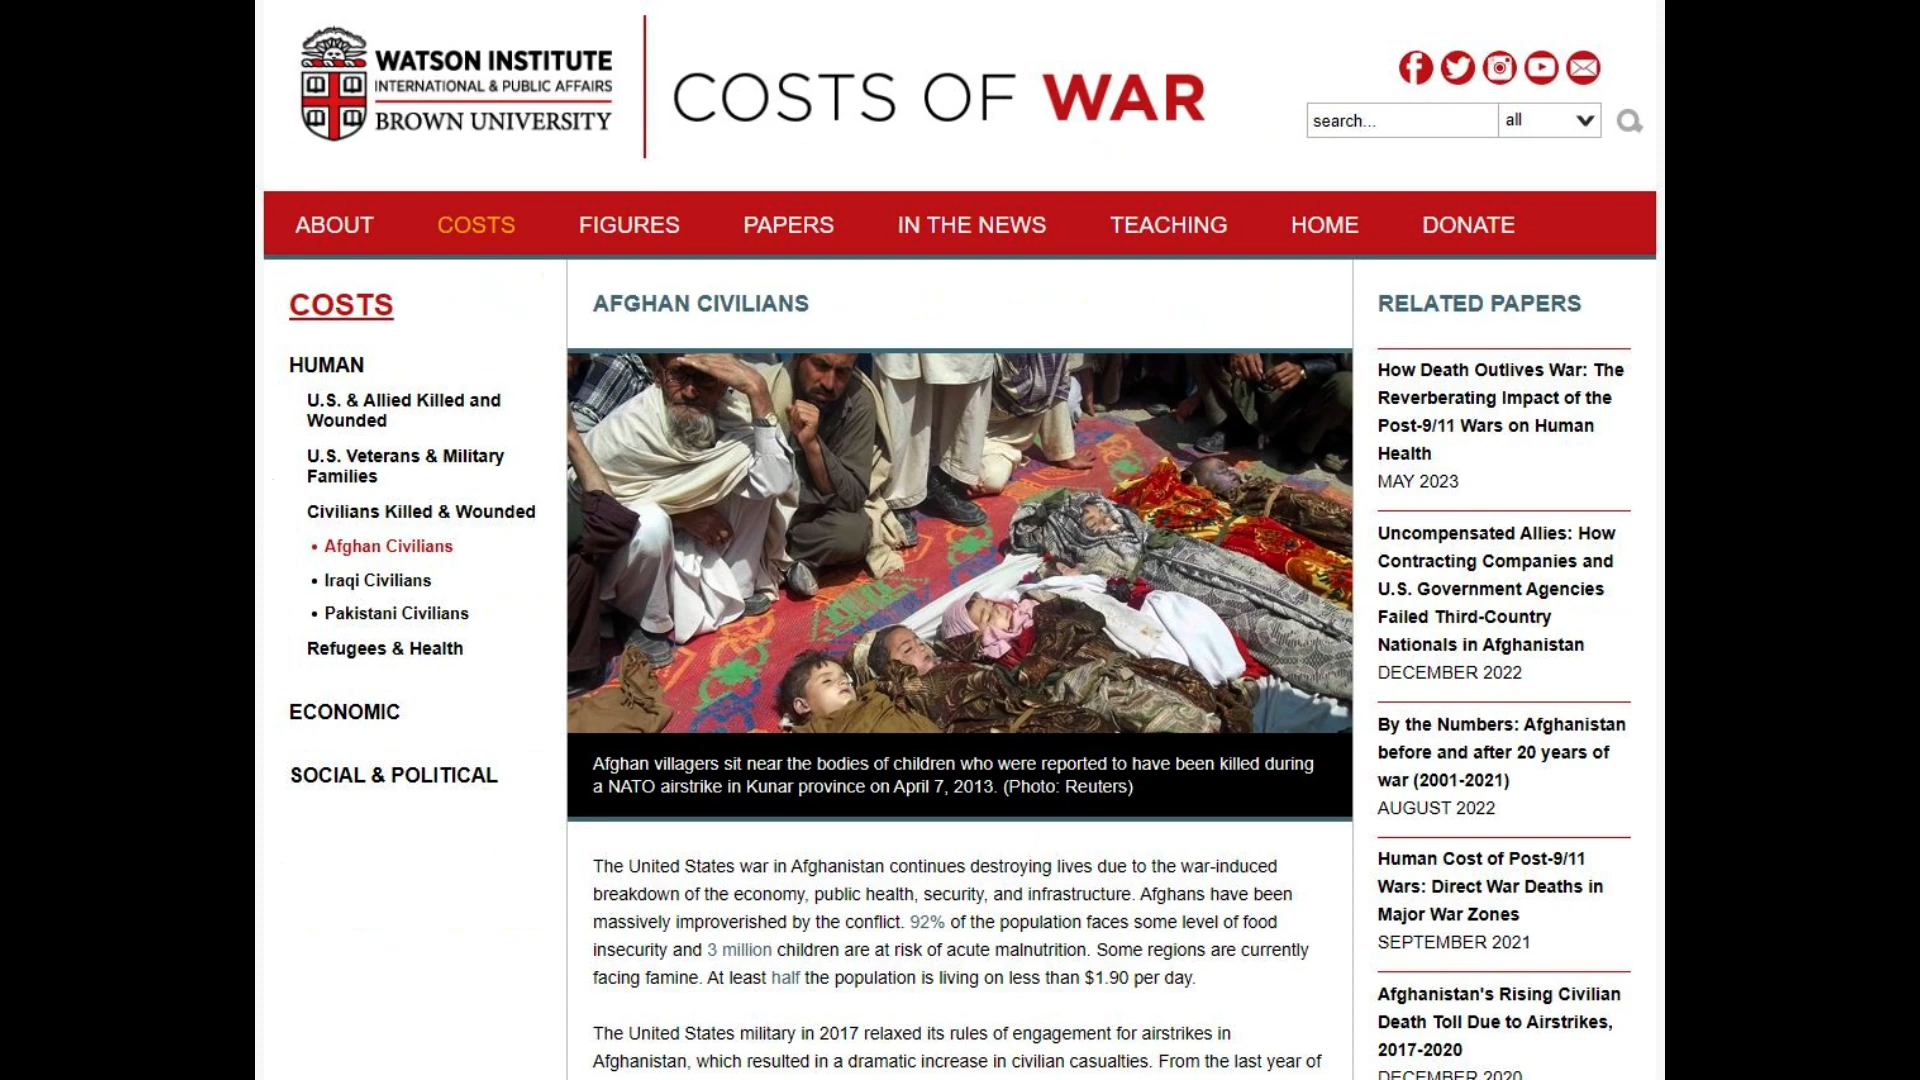 WATSON INSTITUTE
INTERNATIONAL & PUBLIC AFFAIRS
BROWN UNIVERSITY
COSTS OF WAR
search...
all
ABOUT
COSTS
FIGURES
PAPERS
IN THE NEWS
TEACHING
HOME
DONATE
COSTS
HUMAN
U.S. & Allied Killed and
Wounded
U.S. Veterans & Military
Families
Civilians Killed & Wounded
• Afghan Civilians
• Iraqi Civilians
• Pakistani Civilians
Refugees & Health
ECONOMIC
SOCIAL & POLITICAL
AFGHAN CIVILIANS
Afghan villagers sit near the bodies of children who were reported to have been killed during
a NATO airstrike in Kunar province on April 7, 2013. (Photo: Reuters)
The United States war in Afghanistan continues destroying lives due to the war-induced
breakdown of the economy, public health, security, and infrastructure. Afghans have been
massively improverished by the conflict. 92% of the population faces some level of food
insecurity and 3 million children are at risk of acute malnutrition. Some regions are currently
facing famine. At least half the population is living on less than $1.90 per day.
The United States military in 2017 relaxed its rules of engagement for airstrikes in
Afghanistan, which resulted in a dramatic increase in civilian casualties. From the last year of
RELATED PAPERS
How Death Outlives War: The
Reverberating Impact of the
Post-9/11 Wars on Human
Health
MAY 2023
Uncompensated Allies: How
Contracting Companies and
U.S. Government Agencies
Failed Third-Country
Nationals in Afghanistan
DECEMBER 2022
By the Numbers: Afghanistan
before and after 20 years of
war (2001-2021)
AUGUST 2022
Human Cost of Post-9/11
Wars: Direct War Deaths in
Major War Zones
SEPTEMBER 2021
Afghanistan's Rising Civilian
Death Toll Due to Airstrikes,
2017-2020
DECEMBER 2020